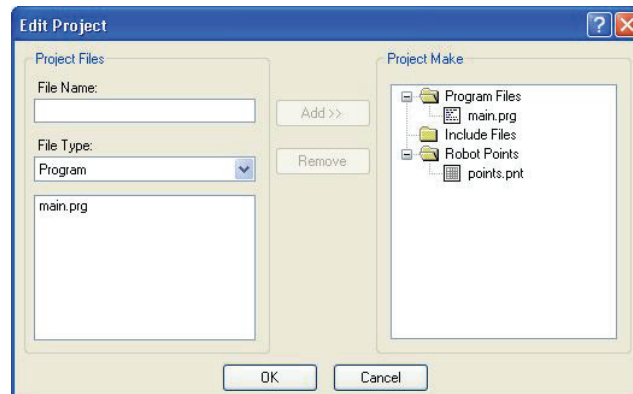 Edit Project
Project Files
File Name:
File Type:
Program
main.prg
Add >>
Remove
Project Make
Program Files
main.prg
Include Files
Robot Points
points.pnt
OK
Cancel